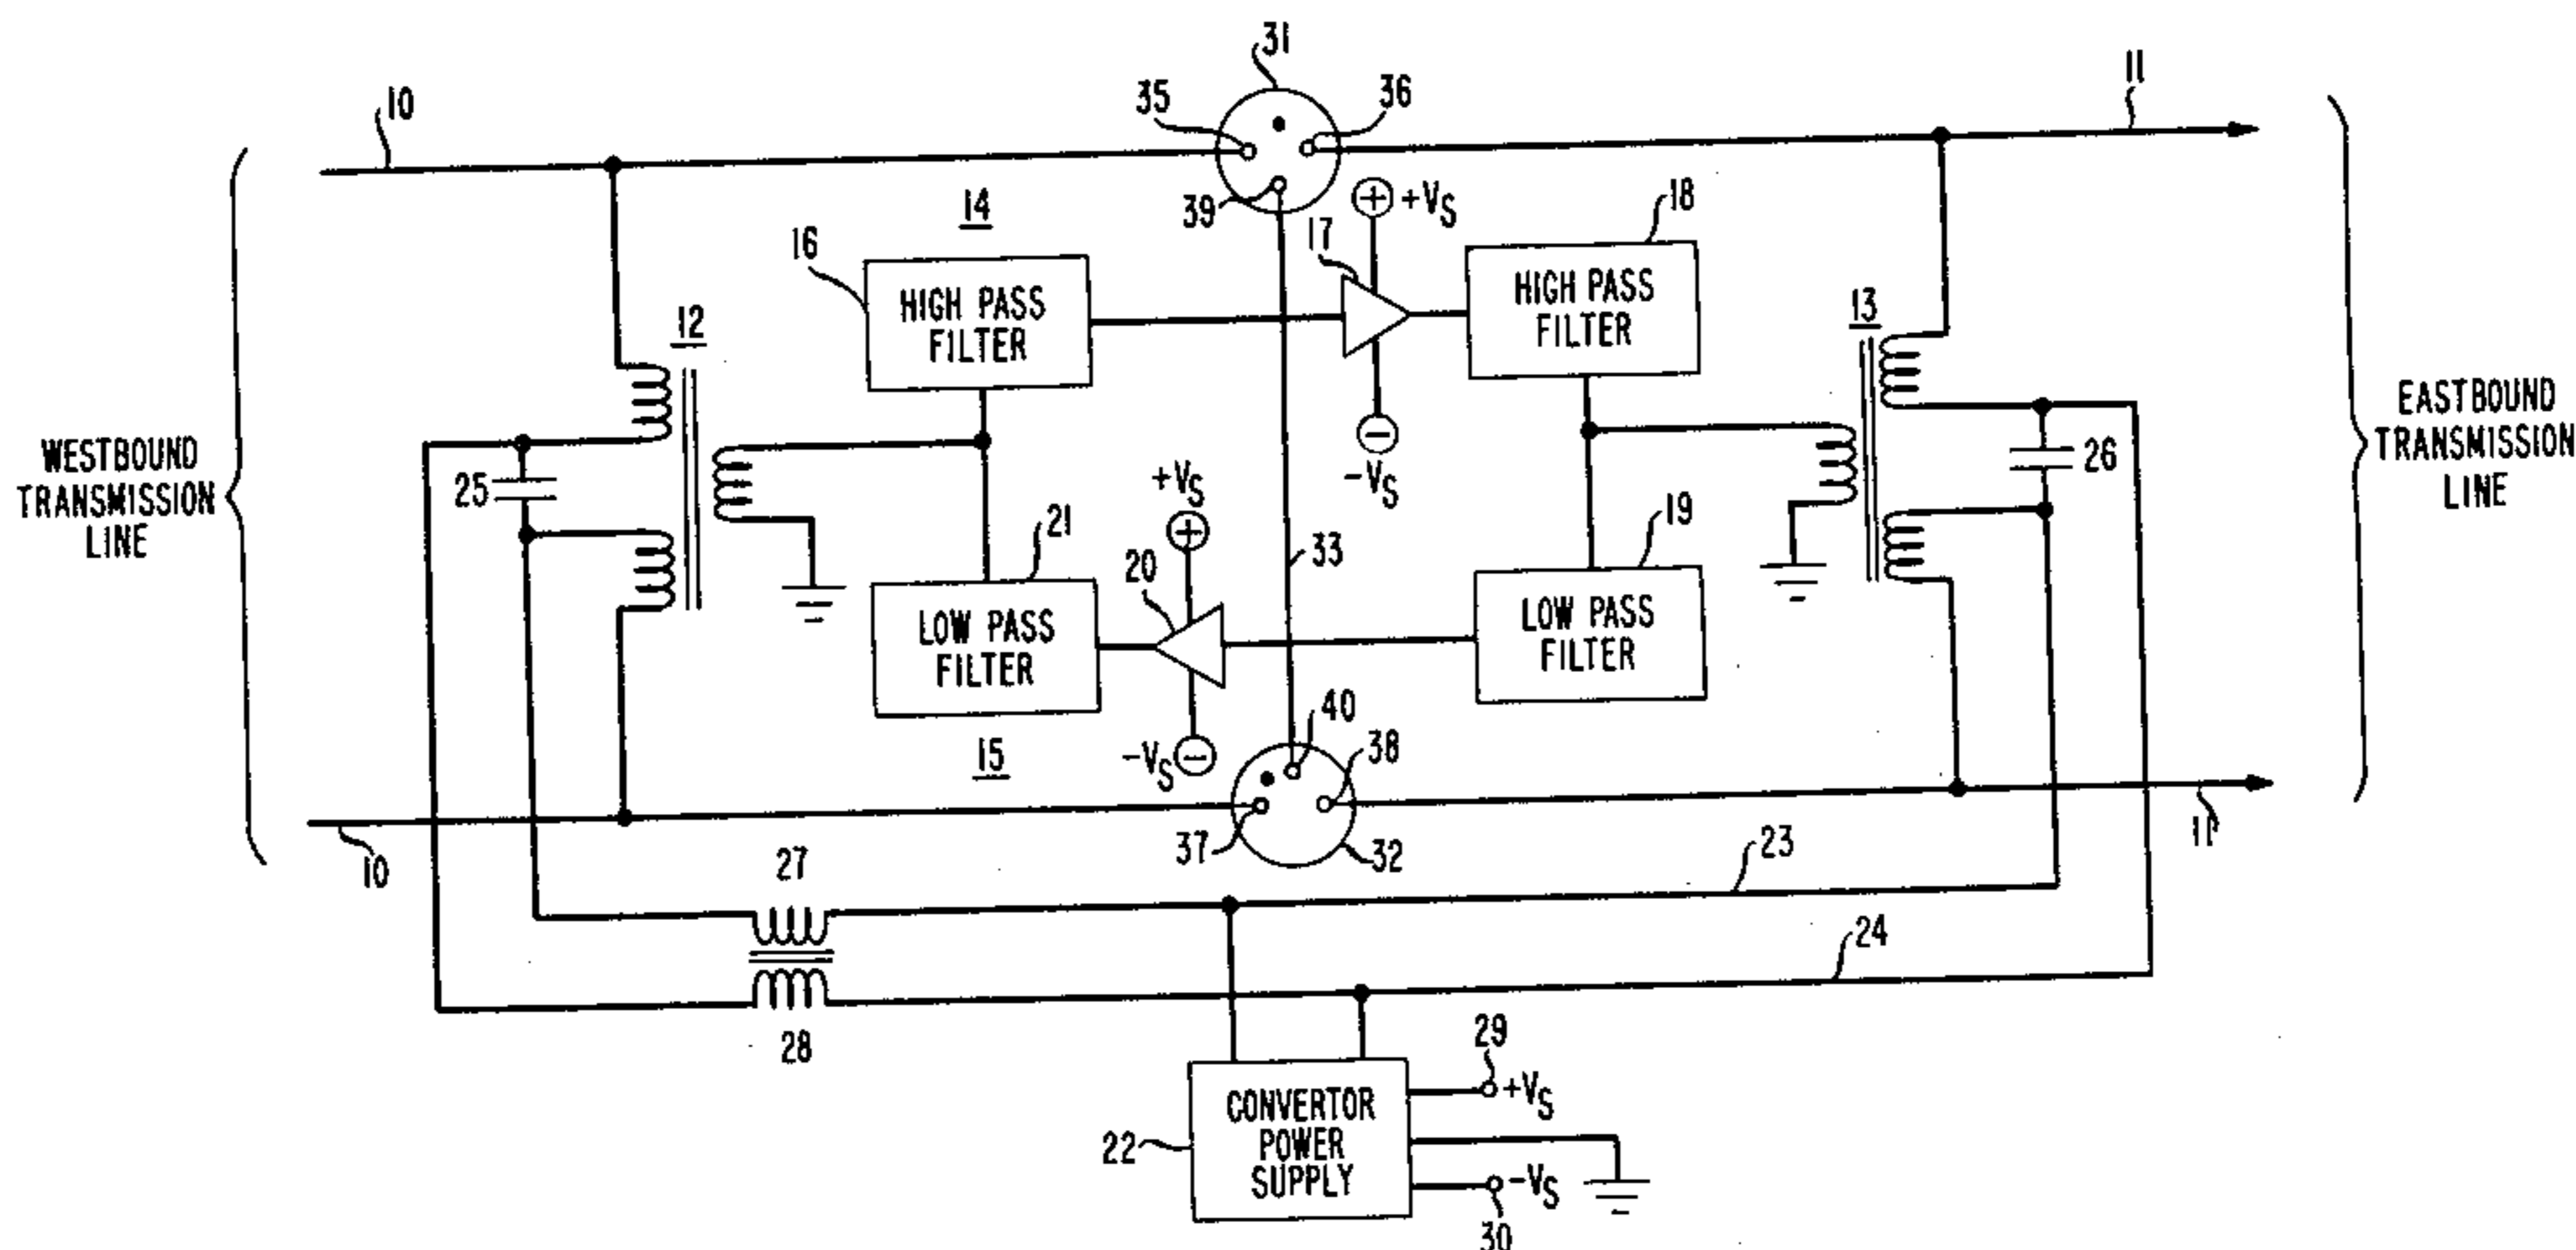 31
10
35
36
11
39
14
+VS
18
16
17
HIGH PASS
FILTER
HIGH PASS
FILTER
12
13
-VS
WESTBOUND
TRANSMISSION
LINE
25
+VS
EASTBOUND
TRANSMISSION
LINE
26
21
20
33
19
LOW PASS
FILTER
LOW PASS
FILTER
40
38
-VS
15
37
32
10
11
27
23
24
28
29
+VS
CONVERTOR
POWER
SUPPLY
22
-VS
30